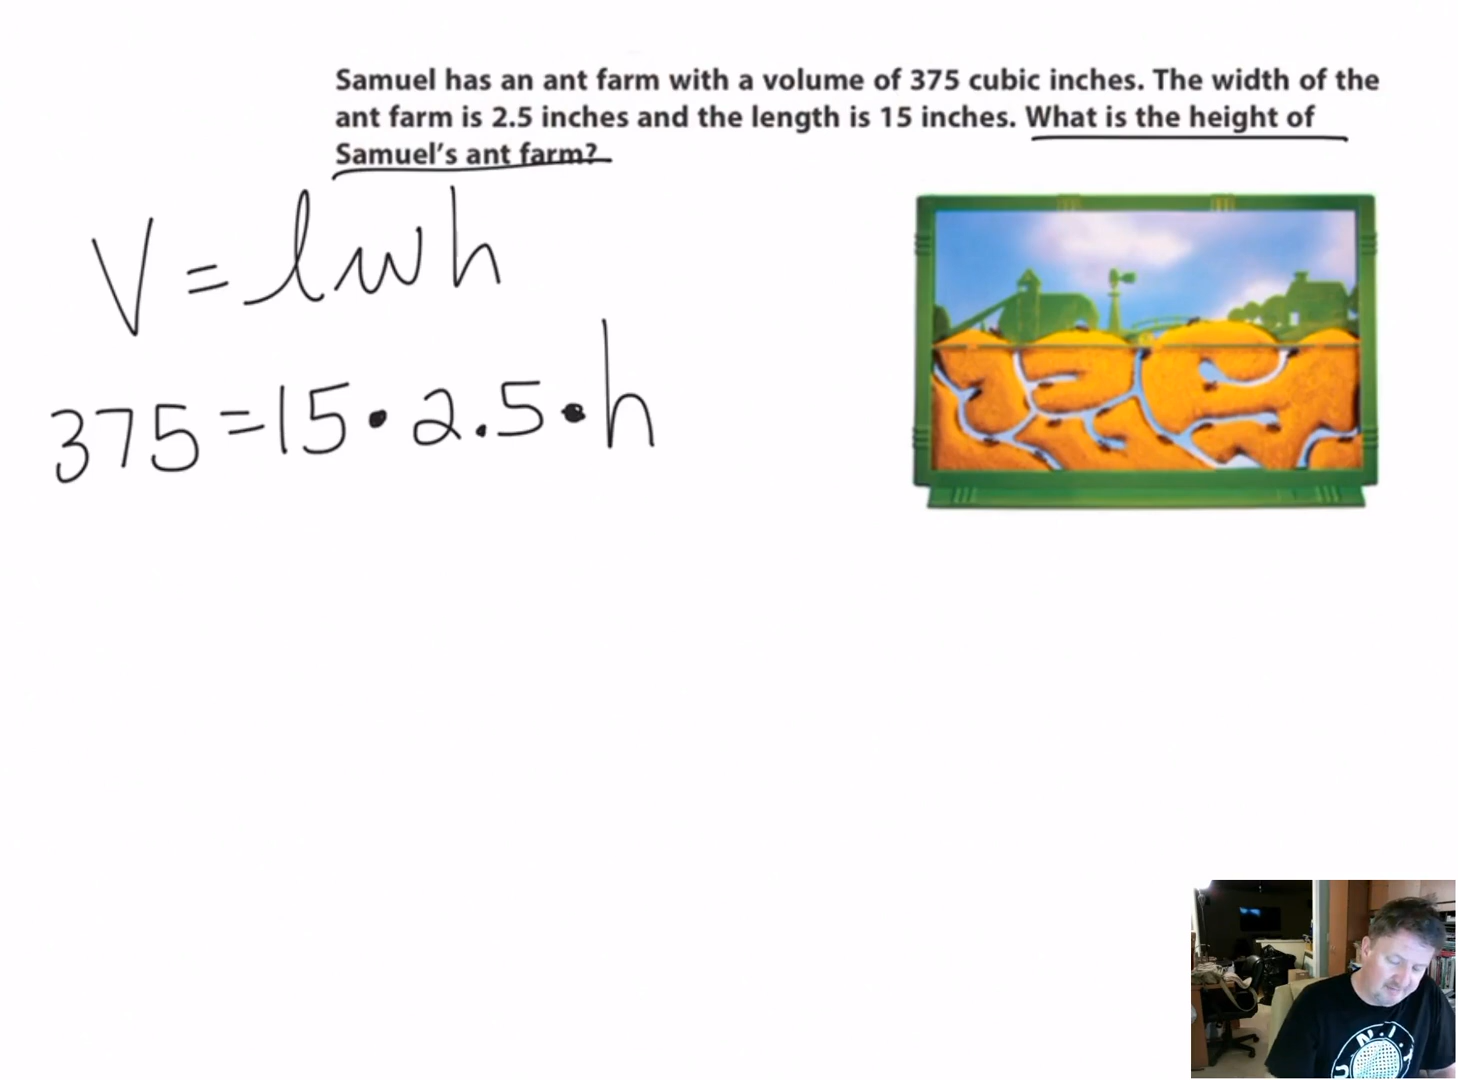 Samuel has an ant farm with a volume of 375 cubic inches. The width of the
ant farm is 2.5 inches and the length is 15 inches. What is the height of
Samuel's ant farm?
V = lwh
375 = 15 • 2.5 • h
U.N.I.T